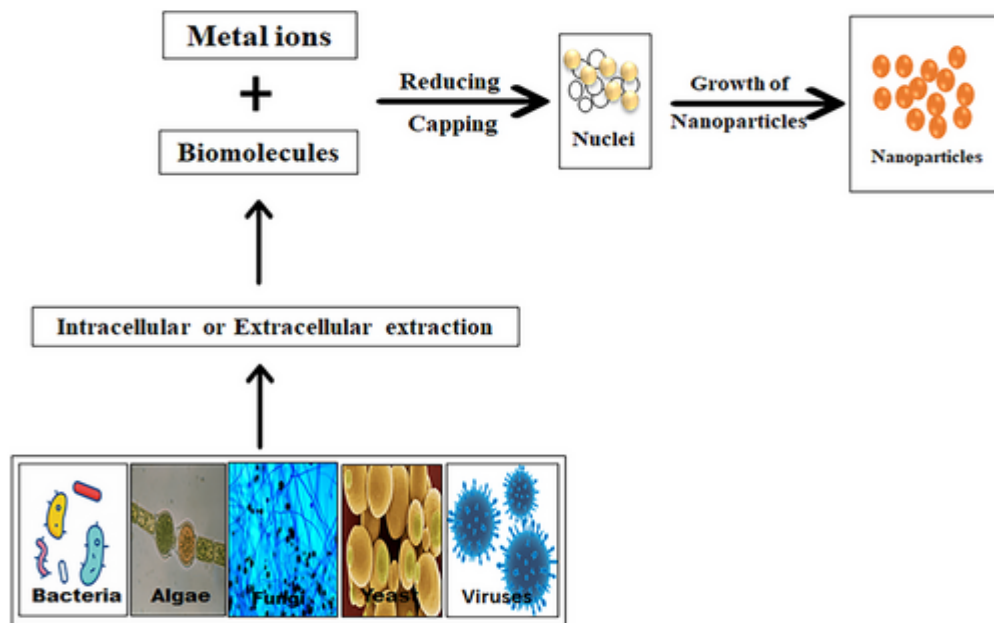 Metal ions
+
Biomolecules
Reducing
Capping
Nuclei
Growth of
Nanoparticles
Nanoparticles
Intracellular or Extracellular extraction
Bacteria
Algae
Fungi
Yeast
Viruses